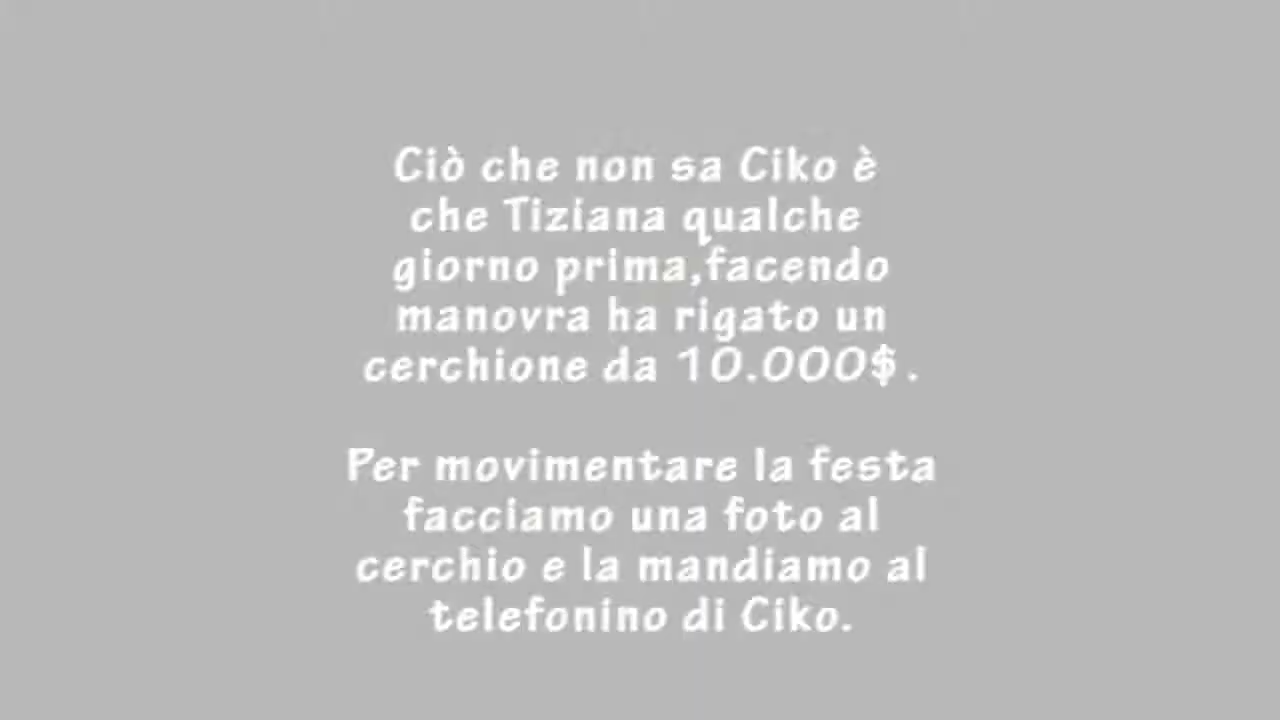 Ciò che non sa Ciko è
che Tiziana qualche
giorno prima,facendo
manovra ha rigato un
cerchione da 10.000$.
Per movimentare la festa
facciamo una foto al
cerchio e la mandiamo al
telefonino di Ciko.